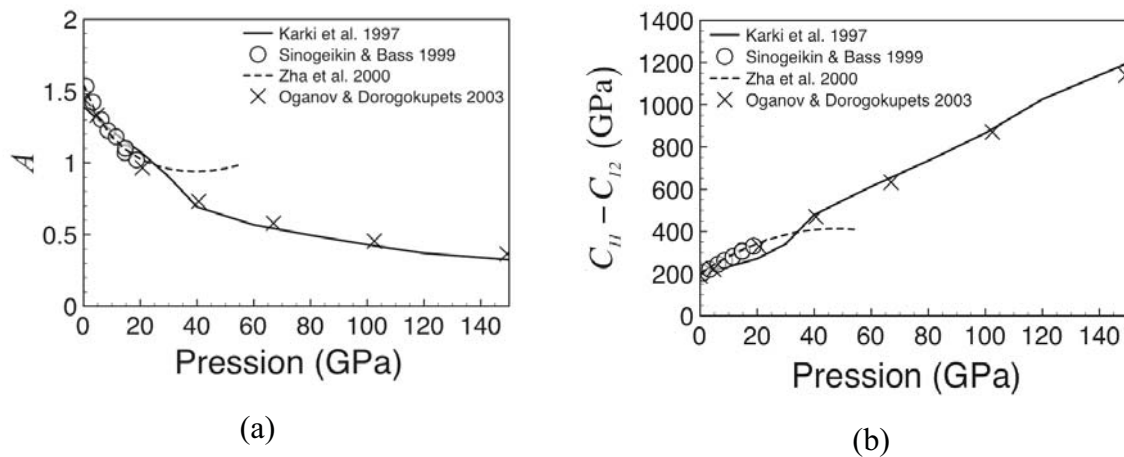 2
1.5
1
0.5
0
A
Karki et al. 1997
Sinogeikin & Bass 1999
Zha et al. 2000
Oganov & Dorogokupets 2003
0 20 40 60 80 100 120 140
Pression (GPa)
(a)
1400
1200
1000
800
600
400
200
0
C11 − C12 (GPa)
Karki et al. 1997
Sinogeikin & Bass 1999
Zha et al. 2000
Oganov & Dorogokupets 2003
0 20 40 60 80 100 120 140
Pression (GPa)
(b)